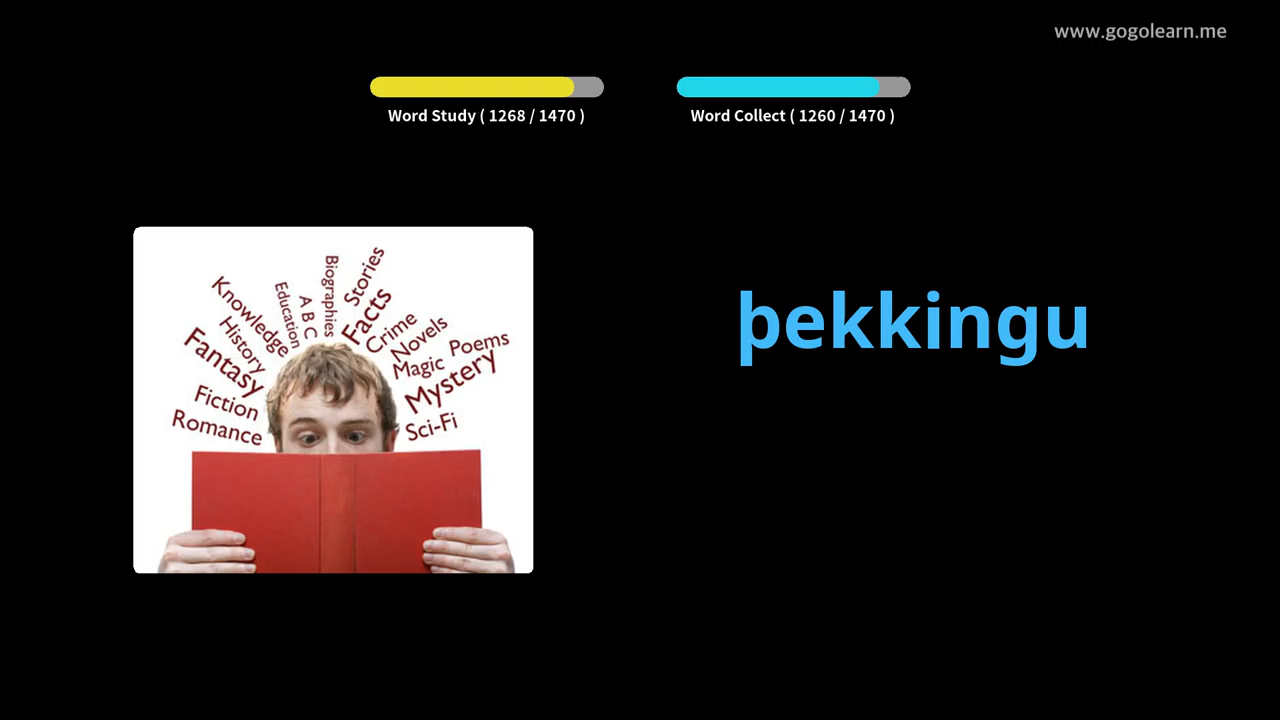 www.gogolearn.me
Word Study ( 1268 / 1470 )
Word Collect ( 1260 / 1470 )
þekkingu
Knowledge
History
Fantasy
Fiction
Romance
Education
A B C
Biographies
Stories
Facts
Crime
Novels
Magic
Poems
Mystery
Sci-Fi